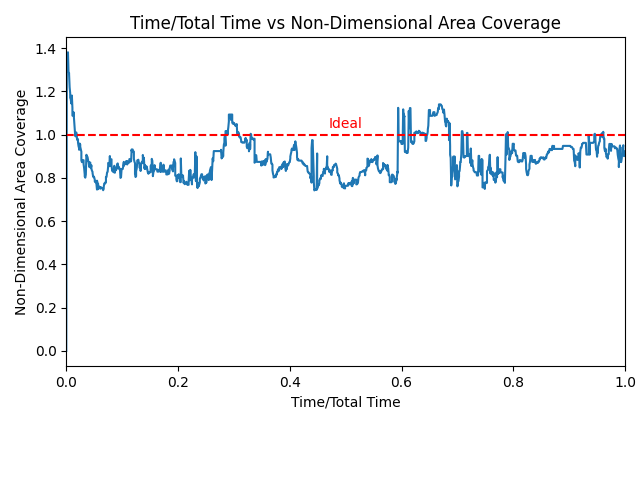 Time/Total Time vs Non-Dimensional Area Coverage
Non-Dimensional Area Coverage
1.4
1.2
1.0
0.8
0.6
0.4
0.2
0.0
Ideal
0.0 0.2 0.4 0.6 0.8 1.0
Time/Total Time